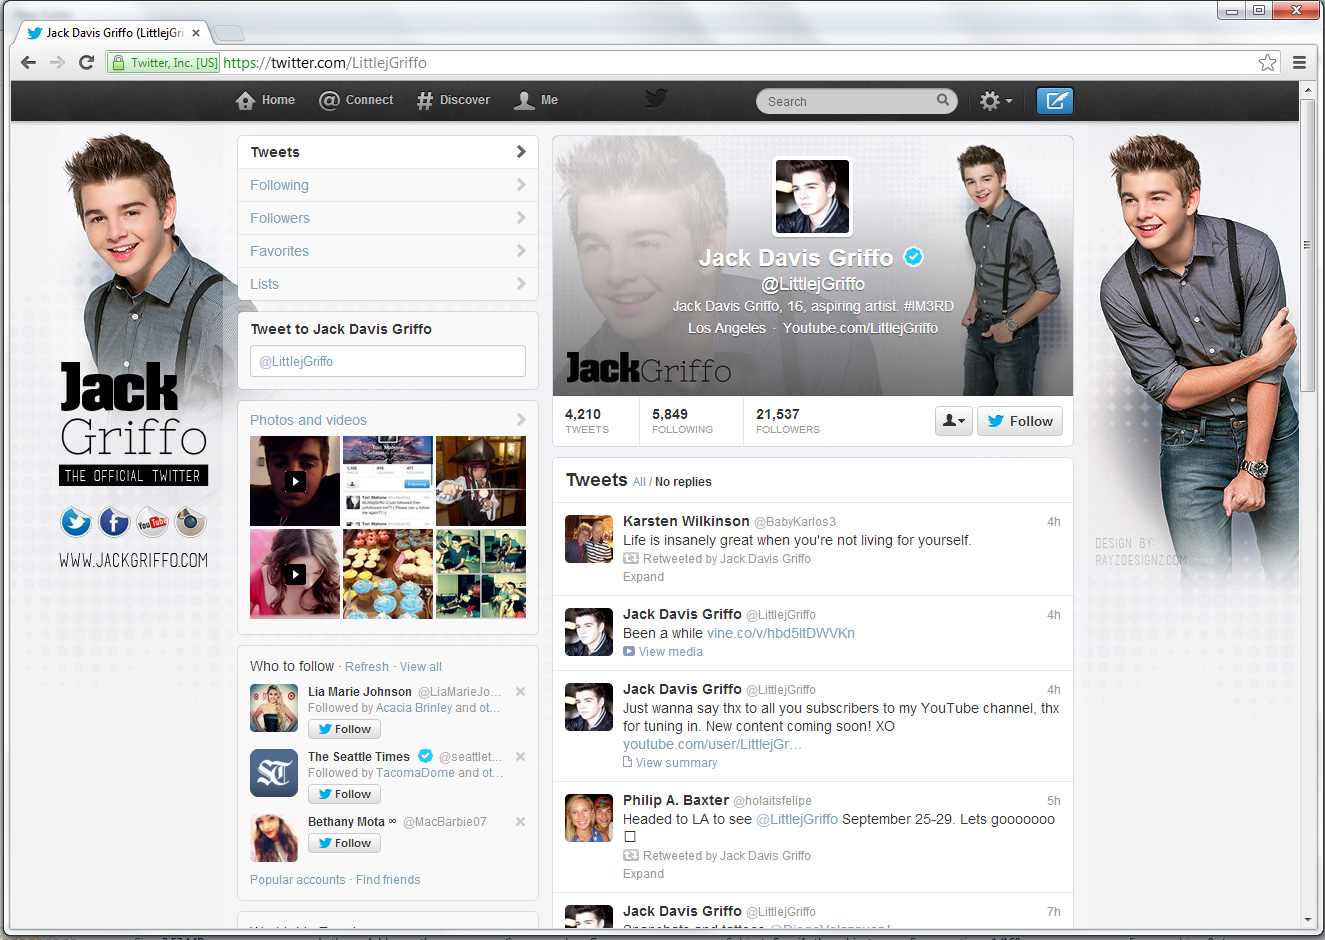 Jack Davis Griffo (LittlejGri
Twitter, Inc. [US] https://twitter.com/LittlejGriffo
Home Connect Discover Me
Search
Jack
Griffo
THE OFFICIAL TWITTER
You Tube
WWW.JACKGRIFFO.COM
Tweets
Following
Followers
Favorites
Lists
Tweet to Jack Davis Griffo
@LittlejGriffo
Photos and videos
Who to follow · Refresh · View all
Lia Marie Johnson @LiaMarieJo...
Followed by Acacia Brinley and ot...
Follow
The Seattle Times @seattlet...
Followed by TacomaDome and ot...
Follow
Bethany Mota ∞ @MacBarbie07
Follow
Popular accounts · Find friends
Jack Davis Griffo
@LittlejGriffo
Jack Davis Griffo, 16, aspiring artist. #IM3RD
Los Angeles · Youtube.com/LittlejGriffo
JackGriffo
4,210 5,849 21,537
TWEETS FOLLOWING FOLLOWERS
Follow
Tweets All / No replies
Karsten Wilkinson @BabyKarlos3 4h
Life is insanely great when you're not living for yourself.
Retweeted by Jack Davis Griffo
Expand
Jack Davis Griffo @LittlejGriffo 4h
Been a while vine.co/v/hbd5ltDWVKn
View media
Jack Davis Griffo @LittlejGriffo 4h
Just wanna say thx to all you subscribers to my YouTube channel, thx
for tuning in. New content coming soon! XO
youtube.com/user/LittlejGr...
View summary
Philip A. Baxter @holaitsfelipe 5h
Headed to LA to see @LittlejGriffo September 25-29. Lets gooooooo
Retweeted by Jack Davis Griffo
Expand
Jack Davis Griffo @LittlejGriffo 7h
DESIGN BY:
RAYZDESIGNZ.COM